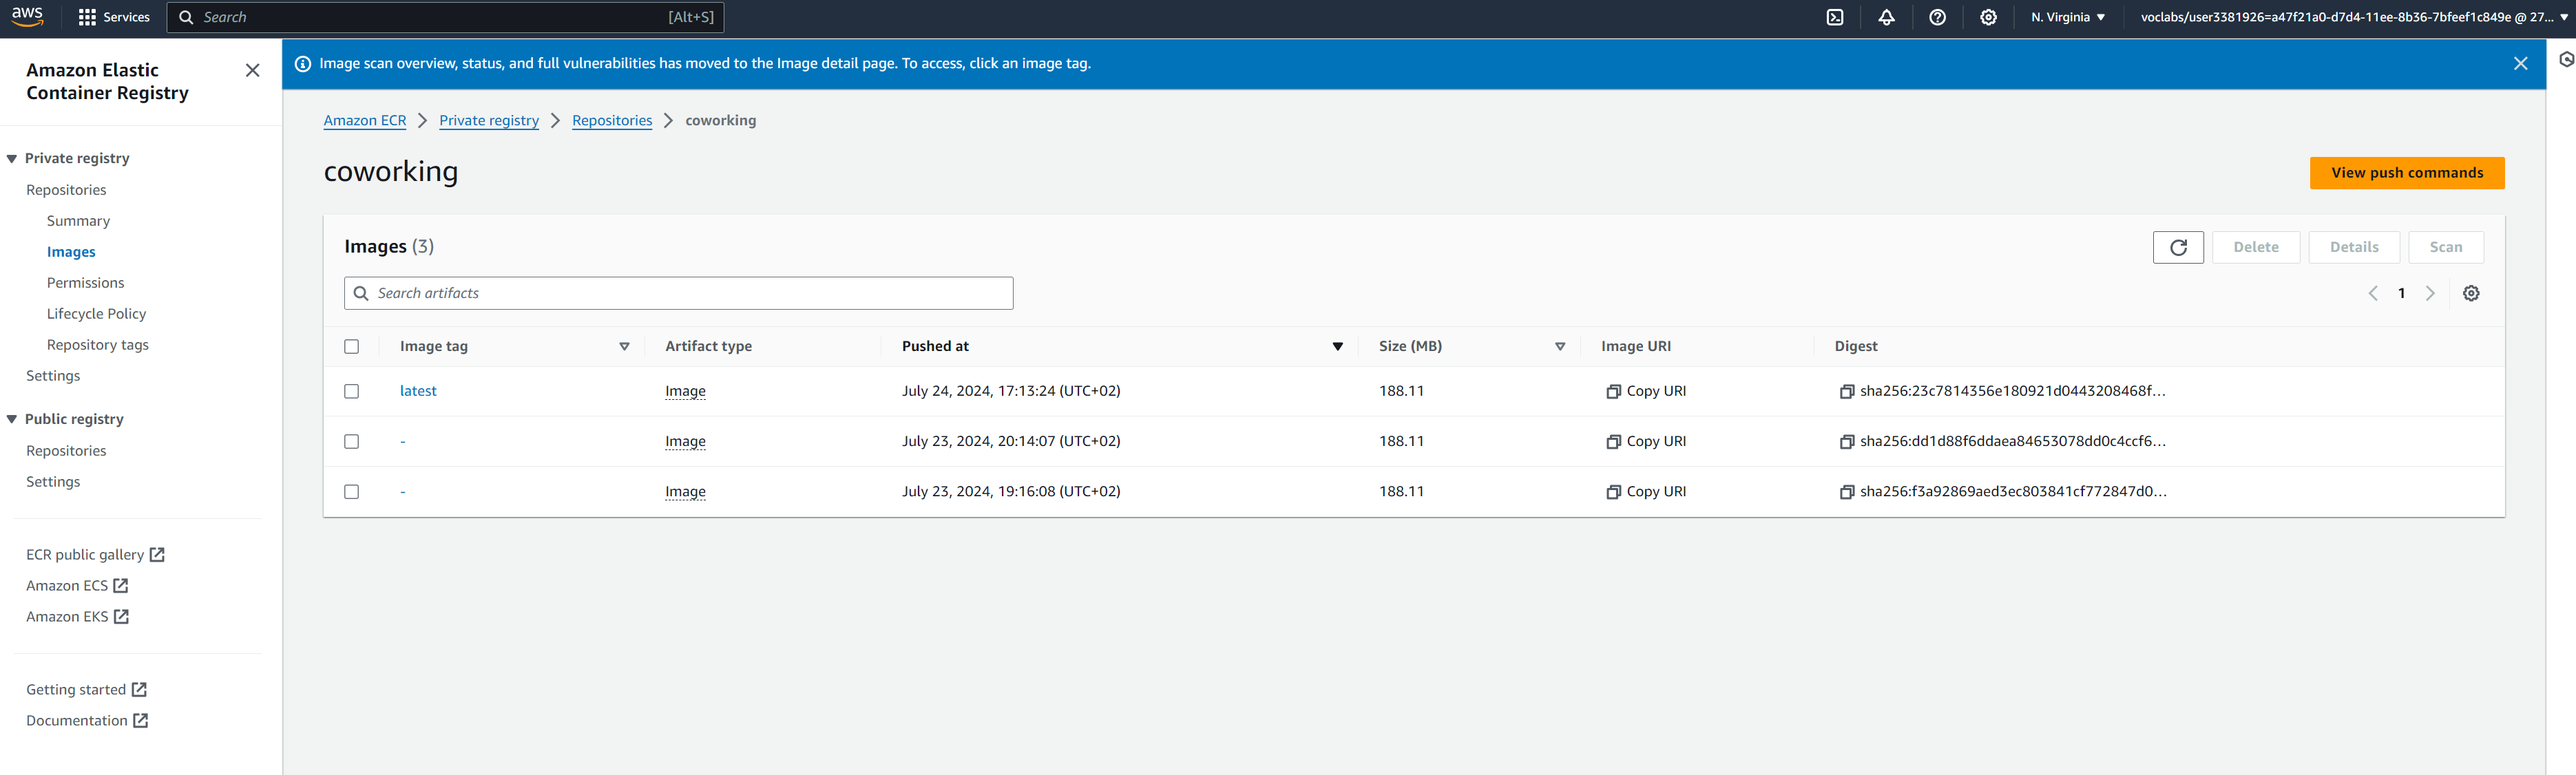 aws
Services
Search [Alt+S]
N. Virginia
voclabs/user3381926=a47f21a0-d7d4-11ee-8b36-7bfeef1c849e @ 27...
Amazon Elastic
Container Registry
Private registry
Repositories
Summary
Images
Permissions
Lifecycle Policy
Repository tags
Settings
Public registry
Repositories
Settings
ECR public gallery
Amazon ECS
Amazon EKS
Getting started
Documentation
Image scan overview, status, and full vulnerabilities has moved to the Image detail page. To access, click an image tag.
Amazon ECR > Private registry > Repositories > coworking
coworking
View push commands
Images (3)
Delete
Details
Scan
Search artifacts
1
Image tag Artifact type Pushed at Size (MB) Image URI Digest
latest Image July 24, 2024, 17:13:24 (UTC+02) 188.11 Copy URI sha256:23c7814356e180921d0443208468f...
- Image July 23, 2024, 20:14:07 (UTC+02) 188.11 Copy URI sha256:dd1d88f6ddaea84653078dd0c4ccf6...
- Image July 23, 2024, 19:16:08 (UTC+02) 188.11 Copy URI sha256:f3a92869aed3ec803841cf772847d0...